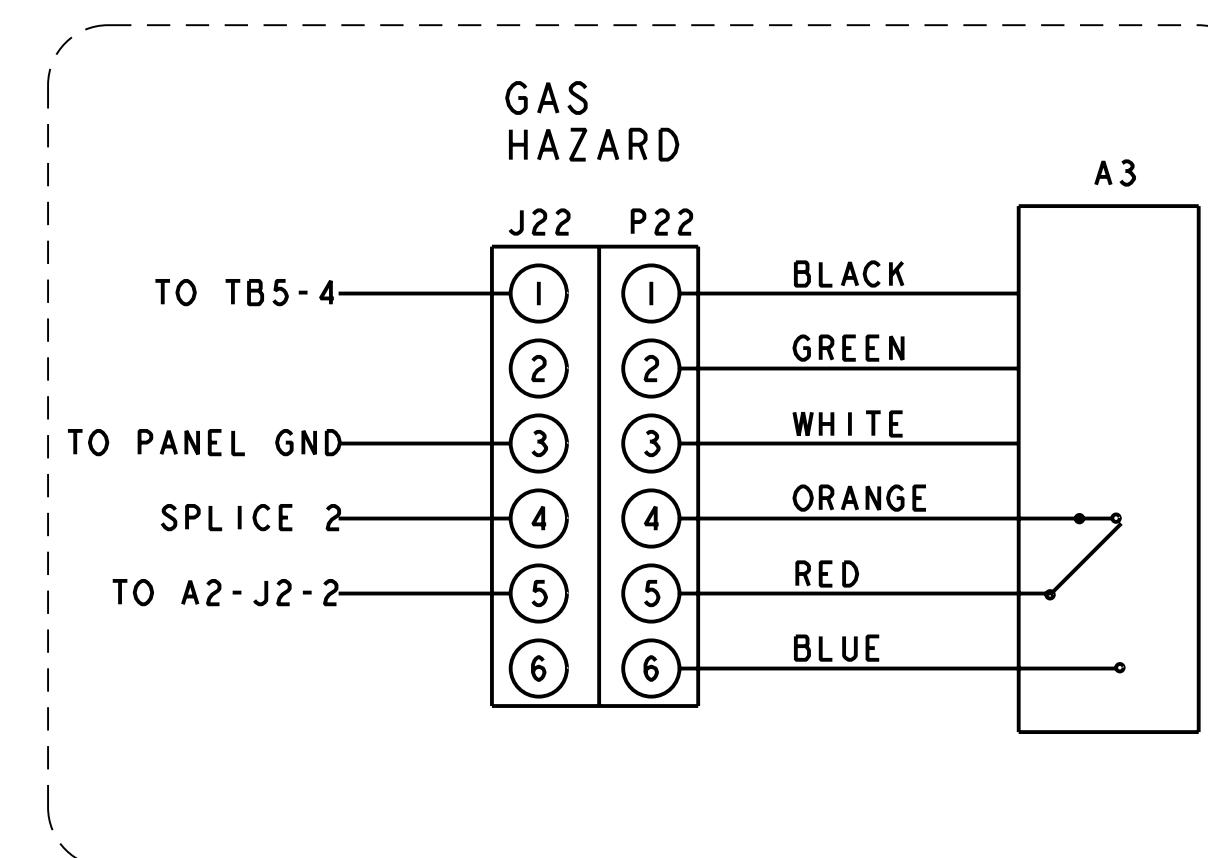 GAS
HAZARD
A3
J22 P22
TO TB5-4 1 1 BLACK
2 2 GREEN
TO PANEL GND 3 3 WHITE
SPLICE 2 4 4 ORANGE
TO A2-J2-2 5 5 RED
6 6 BLUE